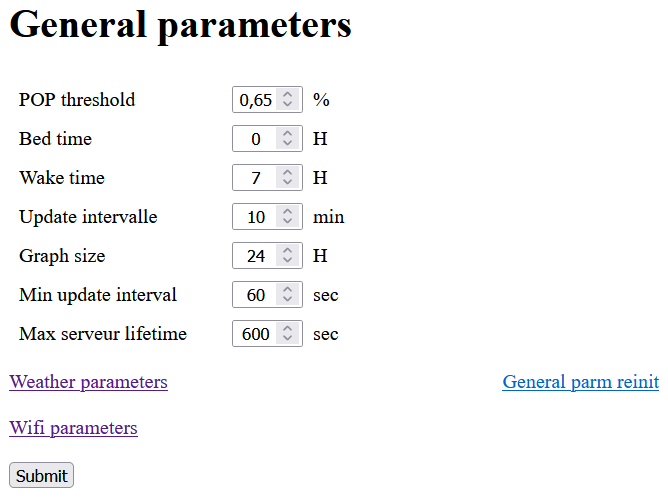 General parameters
POP threshold 0,65 %
Bed time 0 H
Wake time 7 H
Update intervalle 10 min
Graph size 24 H
Min update interval 60 sec
Max serveur lifetime 600 sec
Weather parameters General parm reinit
Wifi parameters
Submit